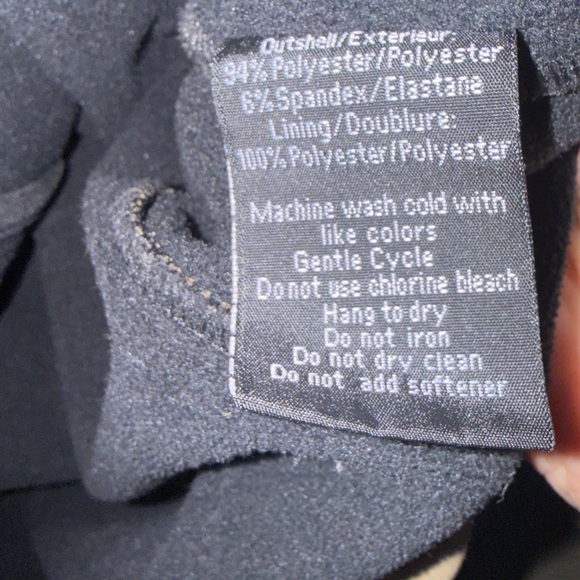 Outshell/Exterieur:
94% Polyester/Polyester
6% Spandex/Elastane
Lining/Doublure:
100% Polyester/Polyester
Machine wash cold with
like colors
Gentle Cycle
Do not use chlorine bleach
Hang to dry
Do not iron
Do not dry clean
Do not add softener